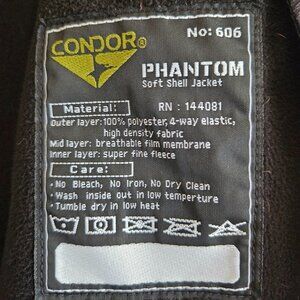 CONDOR®
No: 606
PHANTOM
Soft Shell Jacket
Material:
RN : 144081
Outer layer: 100% polyester, 4-way elastic,
high density fabric
Mid layer: breathable film membrane
Inner layer: super fine fleece
Care:
• No Bleach, No Iron, No Dry Clean
• Wash inside out in low temperture
• Tumble dry in low heat